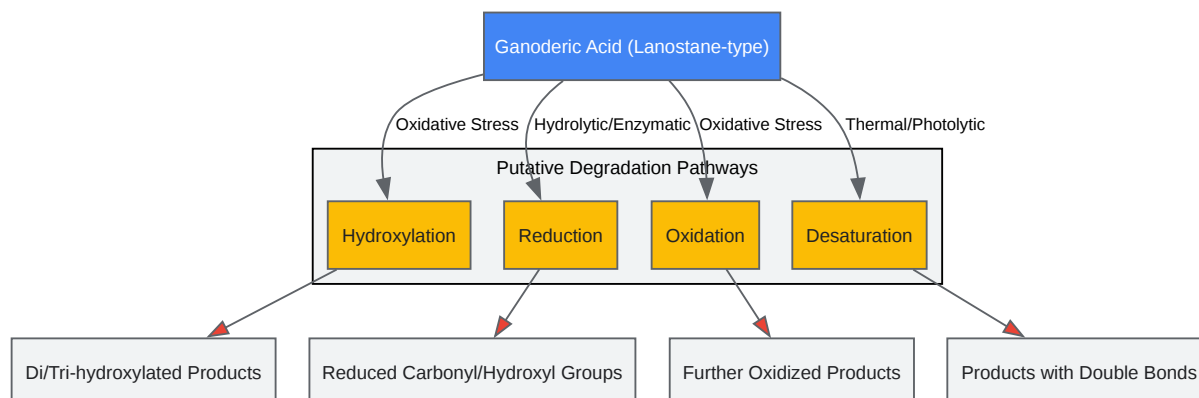 Ganoderic Acid (Lanostane-type)
Oxidative Stress
Hydrolytic/Enzymatic
Oxidative Stress
Thermal/Photolytic
Putative Degradation Pathways
Hydroxylation
Reduction
Oxidation
Desaturation
Di/Tri-hydroxylated Products
Reduced Carbonyl/Hydroxyl Groups
Further Oxidized Products
Products with Double Bonds